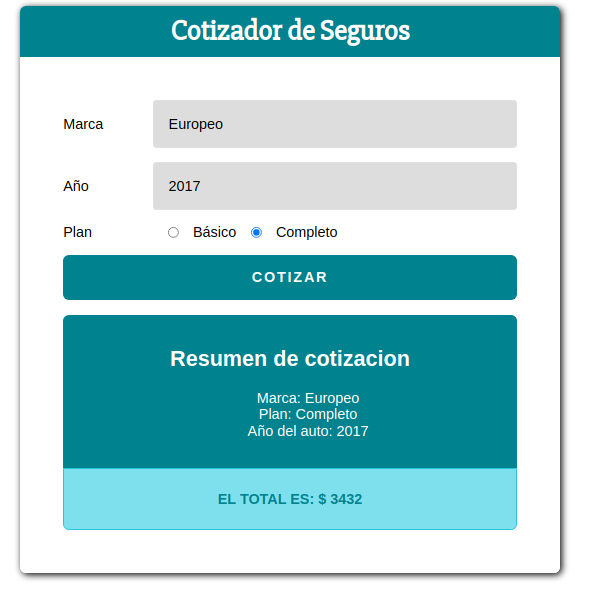 Cotizador de Seguros
Marca Europeo
Año 2017
Plan Básico Completo
COTIZAR
Resumen de cotizacion
Marca: Europeo
Plan: Completo
Año del auto: 2017
EL TOTAL ES: $ 3432